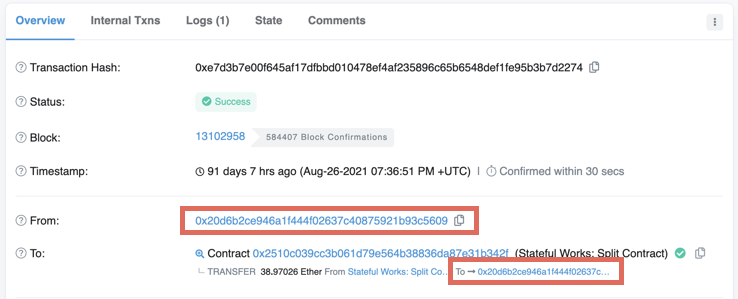 Overview Internal Txns Logs (1) State Comments
Transaction Hash: 0xe7d3b7e00f645af17dfbbd010478ef4af235896c65b6548def1fe95b3b7d2274
Status: Success
Block: 13102958 584407 Block Confirmations
Timestamp: 91 days 7 hrs ago (Aug-26-2021 07:36:51 PM +UTC) | Confirmed within 30 secs
From: 0x20d6b2ce946a1f444f02637c40875921b93c5609
To: Contract 0x2510c039cc3b061d79e564b38836da87e31b342f (Stateful Works: Split Contract)
TRANSFER 38.97026 Ether From Stateful Works: Split Co... To → 0x20d6b2ce946a1f444f02637c...